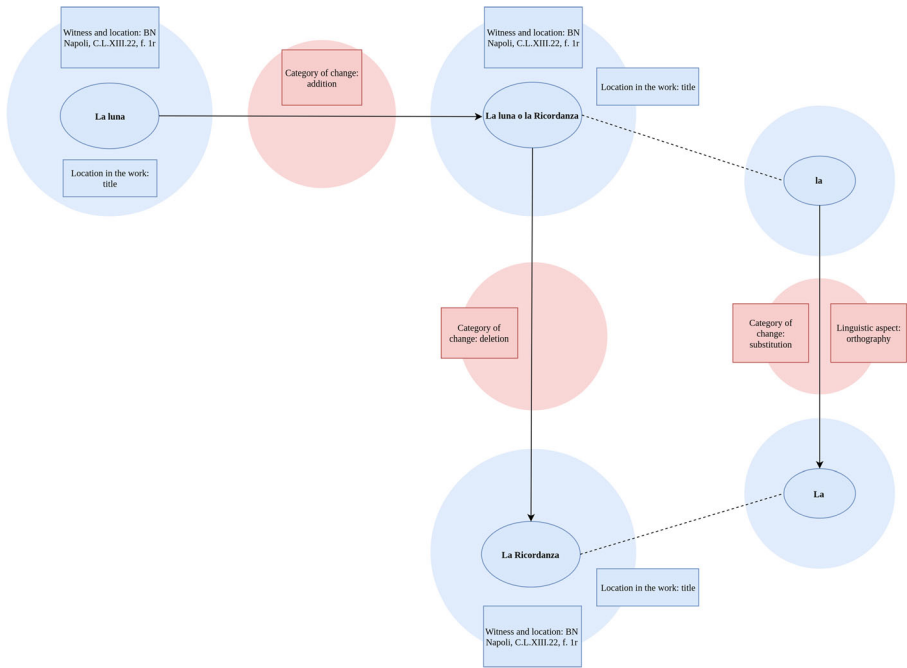 Witness and location: BN
Napoli, C.L.XIII.22, f. 1r
La luna
Location in the work:
title
Category of change:
addition
Witness and location: BN
Napoli, C.L.XIII.22, f. 1r
Location in the work: title
La luna o la Ricordanza
la
Category of
change: deletion
Category of
change:
substitution
Linguistic aspect:
orthography
La
La Ricordanza
Location in the work: title
Witness and location: BN
Napoli, C.L.XIII.22, f. 1r